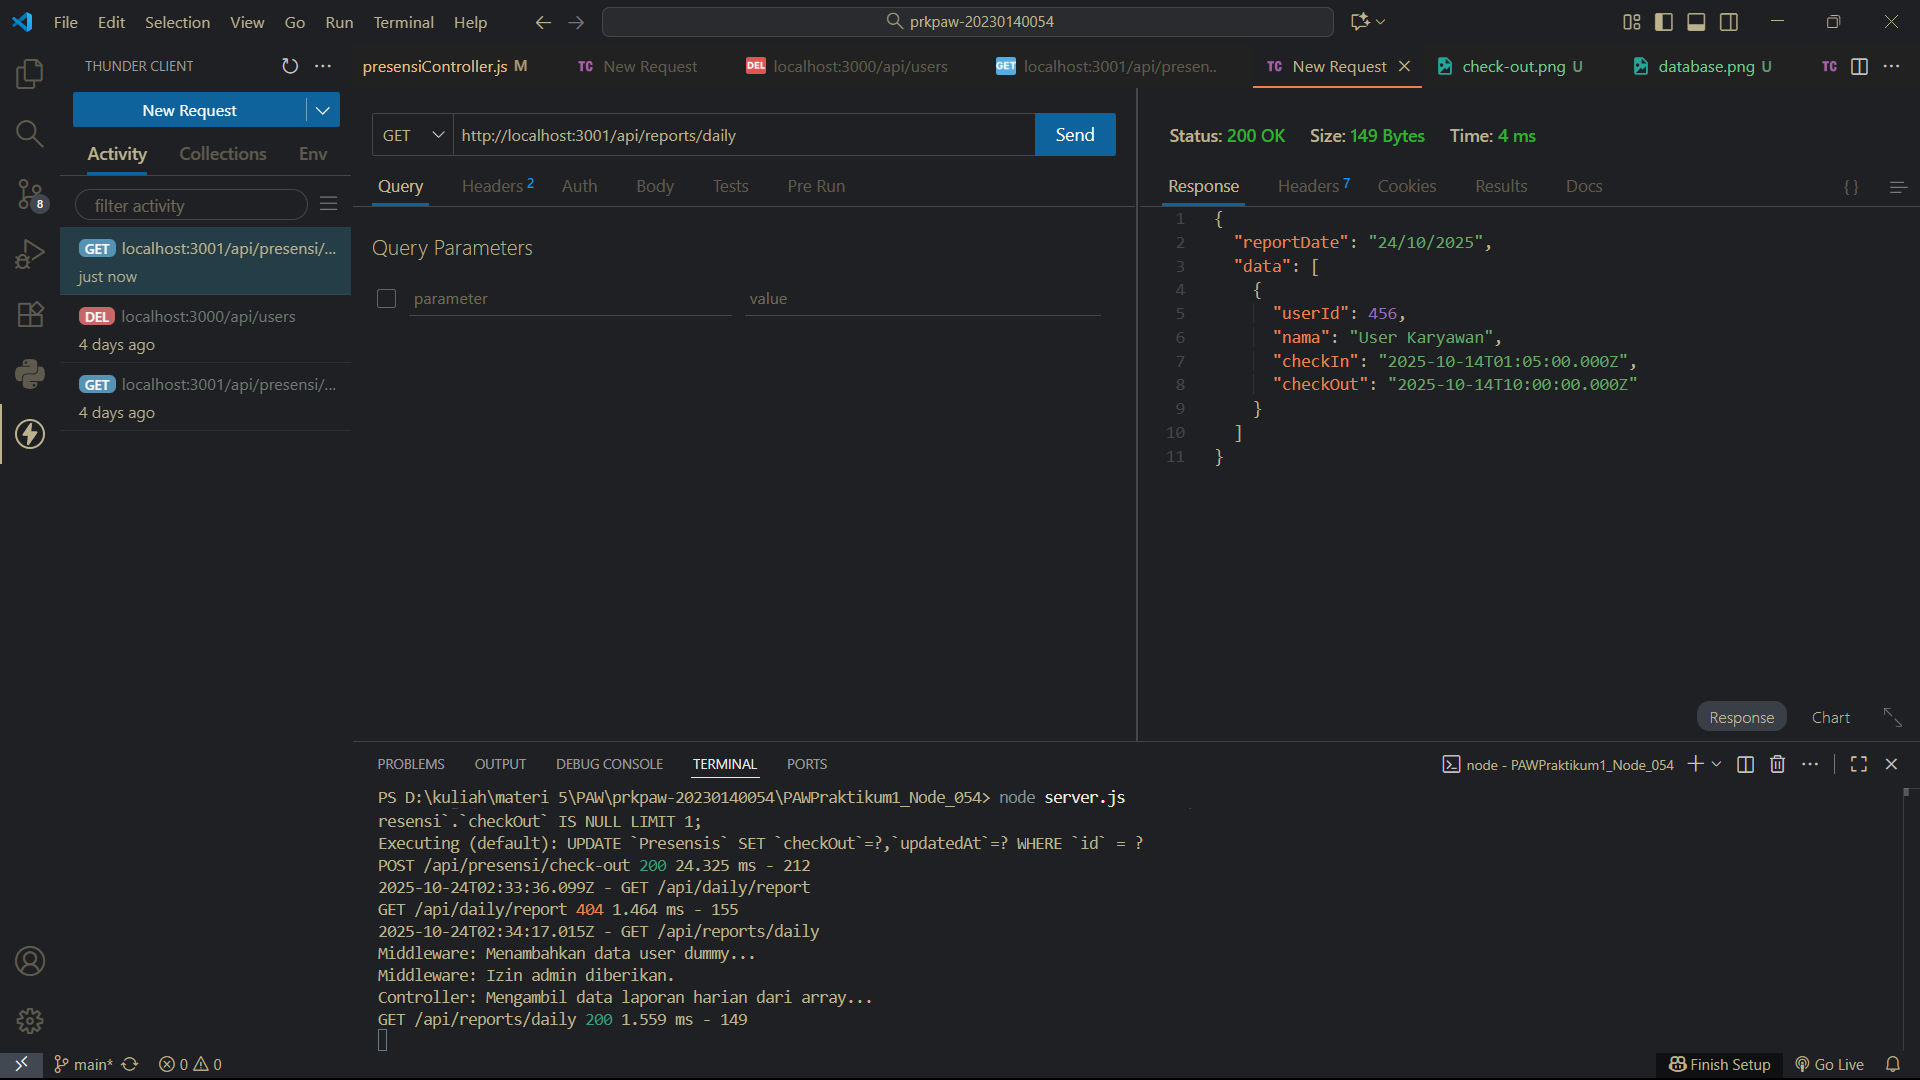 File Edit Selection View Go Run Terminal Help
prkpaw-20230140054
THUNDER CLIENT
New Request
Activity Collections Env
filter activity
GET localhost:3001/api/presensi/...
just now
DEL localhost:3000/api/users
4 days ago
GET localhost:3001/api/presensi/...
4 days ago
8
presensiController.js M
TC New Request
DEL localhost:3000/api/users
GET localhost:3001/api/presen..
TC New Request
check-out.png U
database.png U
TC
GET http://localhost:3001/api/reports/daily Send
Query Headers 2 Auth Body Tests Pre Run
Query Parameters
parameter value
Status: 200 OK Size: 149 Bytes Time: 4 ms
Response Headers 7 Cookies Results Docs
{ }
1 {
2 "reportDate": "24/10/2025",
3 "data": [
4 {
5 "userId": 456,
6 "nama": "User Karyawan",
7 "checkIn": "2025-10-14T01:05:00.000Z",
8 "checkOut": "2025-10-14T10:00:00.000Z"
9 }
10 ]
11 }
Response Chart
PROBLEMS OUTPUT DEBUG CONSOLE TERMINAL PORTS
node - PAWPraktikum1_Node_054
PS D:\kuliah\materi 5\PAW\prkpaw-20230140054\PAWPraktikum1_Node_054> node server.js
resensi`.`checkOut` IS NULL LIMIT 1;
Executing (default): UPDATE `Presensis` SET `checkOut`=?,`updatedAt`=? WHERE `id` = ?
POST /api/presensi/check-out 200 24.325 ms - 212
2025-10-24T02:33:36.099Z - GET /api/daily/report
GET /api/daily/report 404 1.464 ms - 155
2025-10-24T02:34:17.015Z - GET /api/reports/daily
Middleware: Menambahkan data user dummy...
Middleware: Izin admin diberikan.
Controller: Mengambil data laporan harian dari array...
GET /api/reports/daily 200 1.559 ms - 149
main* 0 0
Finish Setup Go Live